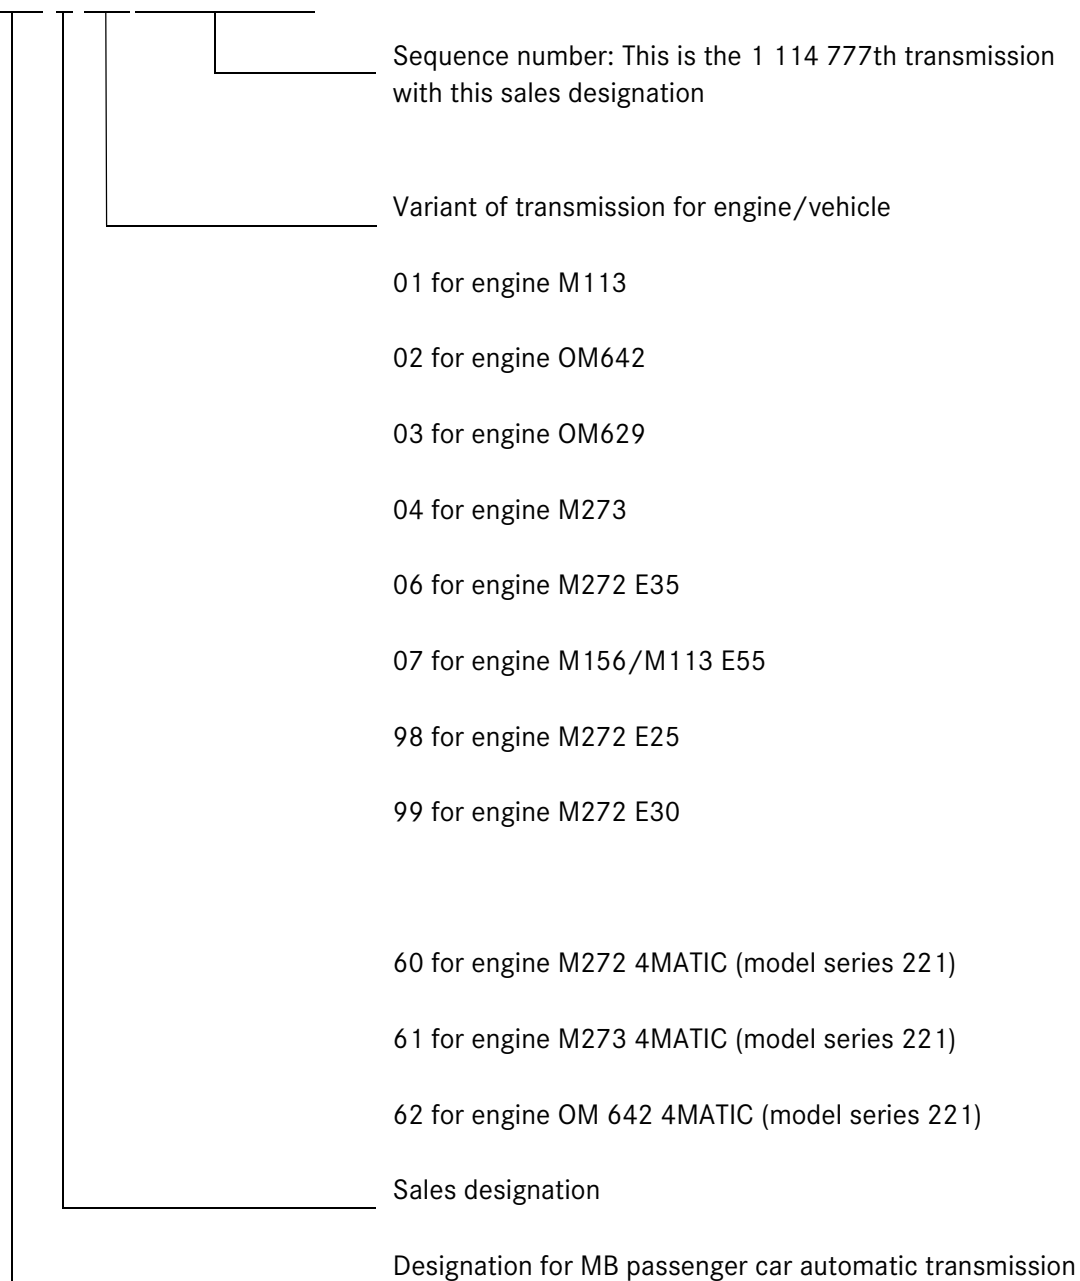 Sequence number: This is the 1 114 777th transmission
with this sales designation
Variant of transmission for engine/vehicle
01 for engine M113
02 for engine OM642
03 for engine OM629
04 for engine M273
06 for engine M272 E35
07 for engine M156/M113 E55
98 for engine M272 E25
99 for engine M272 E30
60 for engine M272 4MATIC (model series 221)
61 for engine M273 4MATIC (model series 221)
62 for engine OM 642 4MATIC (model series 221)
Sales designation
Designation for MB passenger car automatic transmission